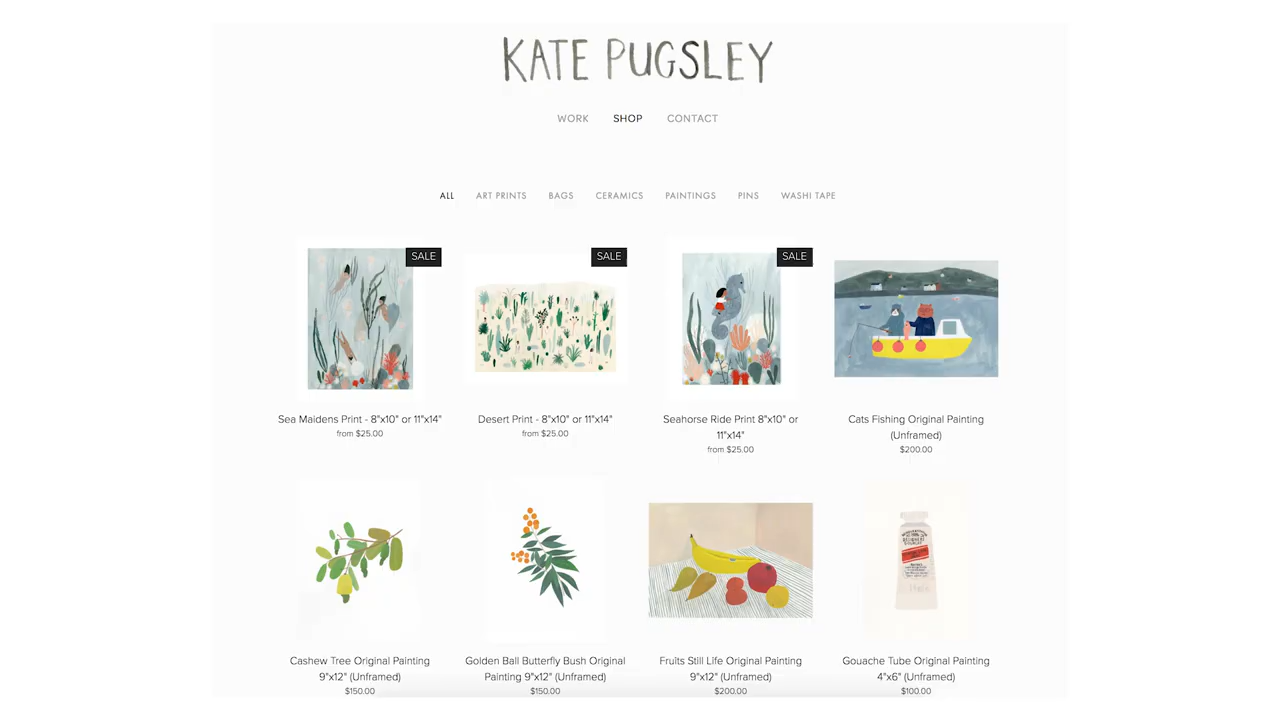 KATE PUGSLEY
WORK SHOP CONTACT
ALL ART PRINTS BAGS CERAMICS PAINTINGS PINS WASHI TAPE
SALE SALE SALE
Sea Maidens Print - 8"x10" or 11"x14"
from $25.00
Desert Print - 8"x10" or 11"x14"
from $25.00
Seahorse Ride Print 8"x10" or
11"x14"
from $25.00
Cats Fishing Original Painting
(Unframed)
$200.00
Cashew Tree Original Painting
9"x12" (Unframed)
$150.00
Golden Ball Butterfly Bush Original
Painting 9"x12" (Unframed)
$150.00
Fruits Still Life Original Painting
9"x12" (Unframed)
$200.00
Gouache Tube Original Painting
4"x6" (Unframed)
$100.00